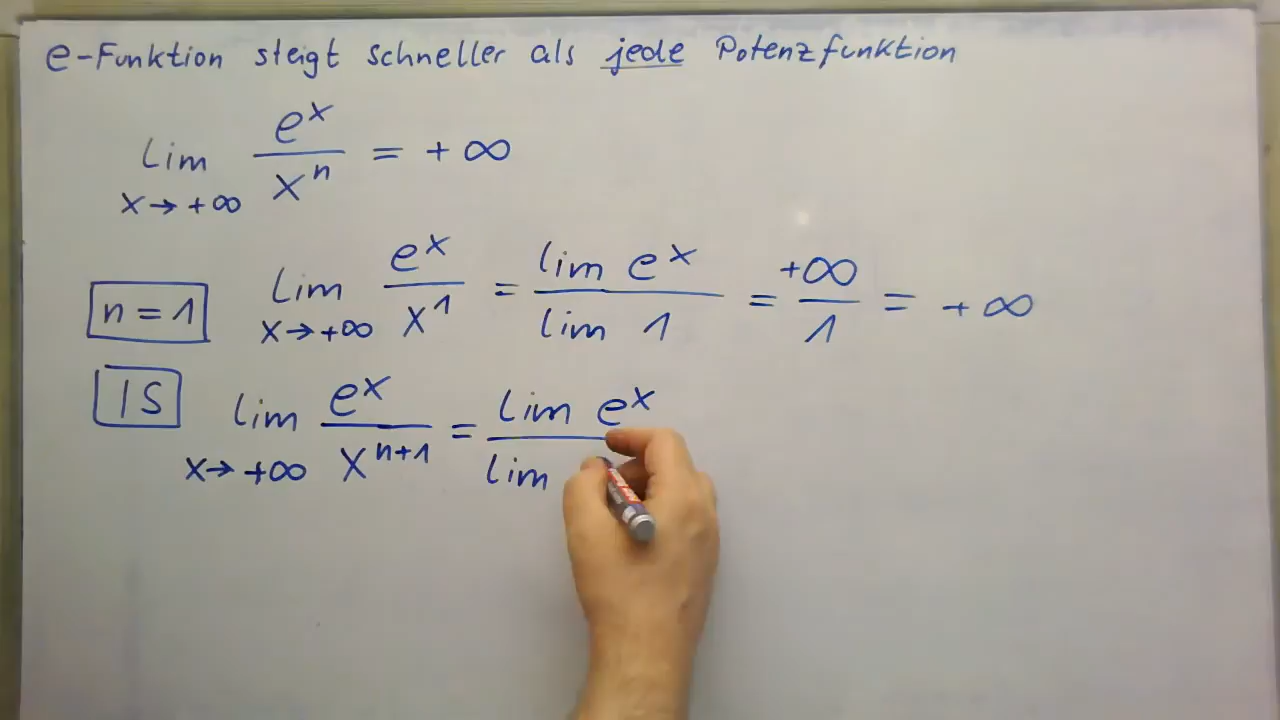 e-Funktion steigt schneller als jede Potenzfunktion
lim x→+∞ e^x / x^n = +∞
n = 1 lim x→+∞ e^x / x^1 = lim e^x / lim 1 = +∞ / 1 = +∞
IS lim x→+∞ e^x / x^(n+1) = lim e^x / lim